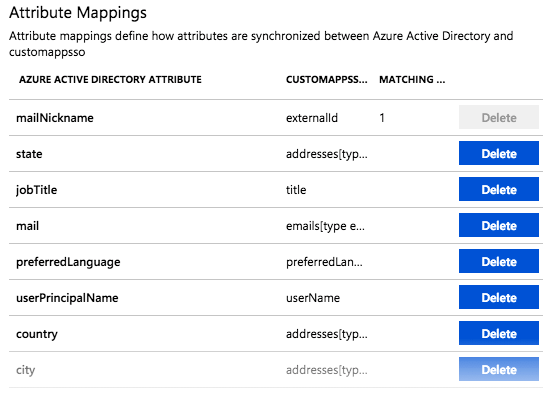 Attribute Mappings
Attribute mappings define how attributes are synchronized between Azure Active Directory and
customappsso
AZURE ACTIVE DIRECTORY ATTRIBUTE CUSTOMAPPSS... MATCHING ...
mailNickname externalId 1 Delete
state addresses[typ... Delete
jobTitle title Delete
mail emails[type e... Delete
preferredLanguage preferredLan... Delete
userPrincipalName userName Delete
country addresses[typ... Delete
city addresses[typ... Delete